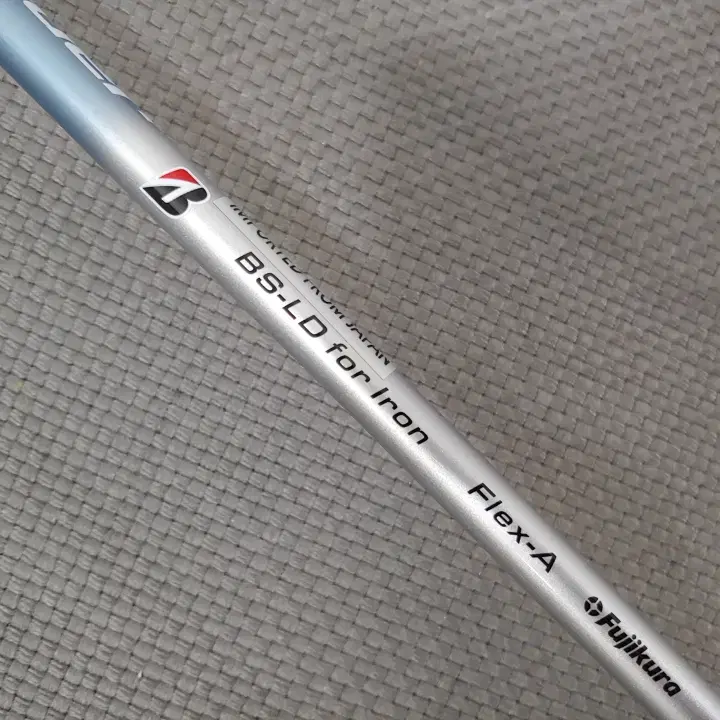 IMPORTED FROM JAPAN
BS-LD for Iron
Flex-A
Fujikura